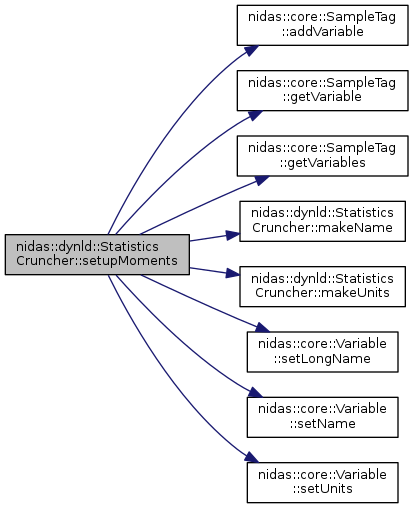 nidas::core::SampleTag
::addVariable
nidas::core::SampleTag
::getVariable
nidas::core::SampleTag
::getVariables
nidas::dynld::Statistics
Cruncher::makeName
nidas::dynld::Statistics
Cruncher::setupMoments
nidas::dynld::Statistics
Cruncher::makeUnits
nidas::core::Variable
::setLongName
nidas::core::Variable
::setName
nidas::core::Variable
::setUnits